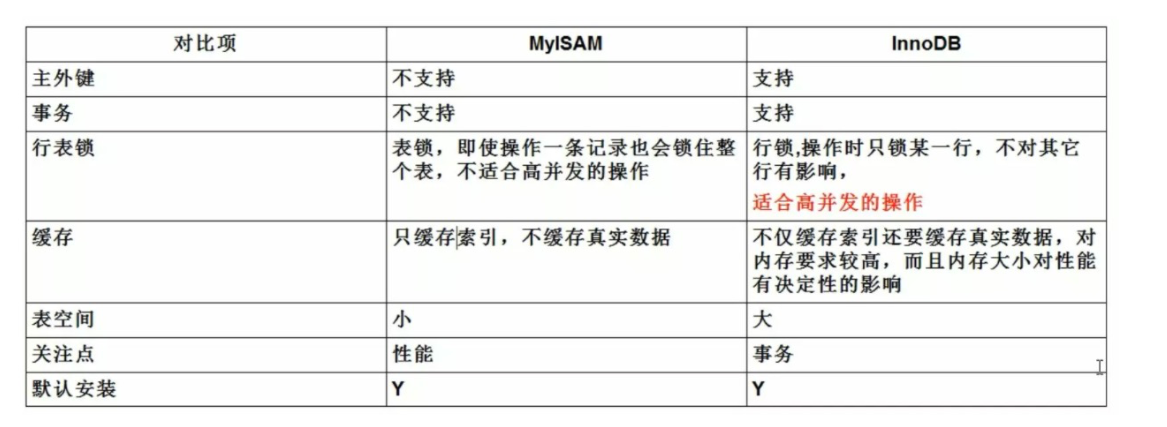 对比项 MyISAM InnoDB
主外键 不支持 支持
事务 不支持 支持
行表锁 表锁，即使操作一条记录也会锁住整 行锁,操作时只锁某一行，不对其它
个表，不适合高并发的操作 行有影响，
适合高并发的操作
缓存 只缓存索引，不缓存真实数据 不仅缓存索引还要缓存真实数据，对
内存要求较高，而且内存大小对性能
有决定性的影响
表空间 小 大
关注点 性能 事务
默认安装 Y Y